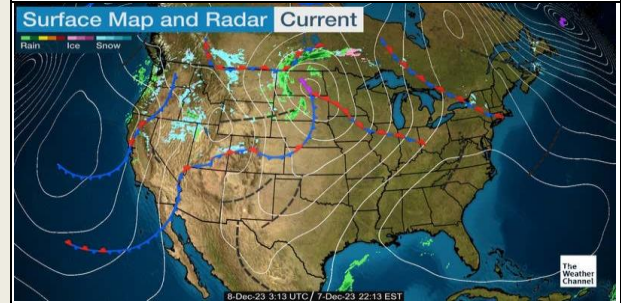 Surface Map and Radar Current
Rain Ice Snow
The
Weather
Channel
8-Dec-23 3:13 UTC / 7-Dec-23 22:13 EST